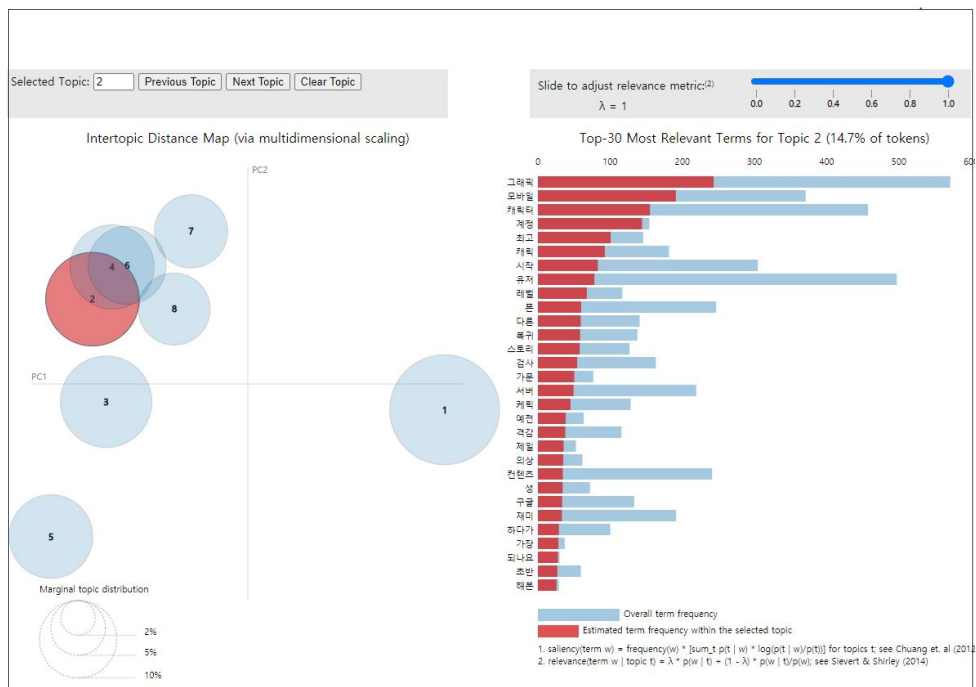 Selected Topic: 2 Previous Topic Next Topic Clear Topic
Slide to adjust relevance metric:(2)
λ = 1
0.0 0.2 0.4 0.6 0.8 1.0
Intertopic Distance Map (via multidimensional scaling)
PC2
PC1
7
4
6
2
8
3
1
5
Marginal topic distribution
2%
5%
10%
Top-30 Most Relevant Terms for Topic 2 (14.7% of tokens)
0 100 200 300 400 500 600
그래픽
모바일
캐릭터
계정
최고
캐릭
시작
유저
레벨
폰
다른
복귀
스토리
검사
가문
서버
케릭
예전
격감
제일
의상
컨텐츠
생
구글
재미
하다가
가장
되나요
초반
해본
Overall term frequency
Estimated term frequency within the selected topic
1. saliency(term w) = frequency(w) * [sum_t p(t | w) * log(p(t | w)/p(t))] for topics t; see Chuang et. al (2012
2. relevance(term w | topic t) = λ * p(w | t) + (1 - λ) * p(w | t)/p(w); see Sievert & Shirley (2014)